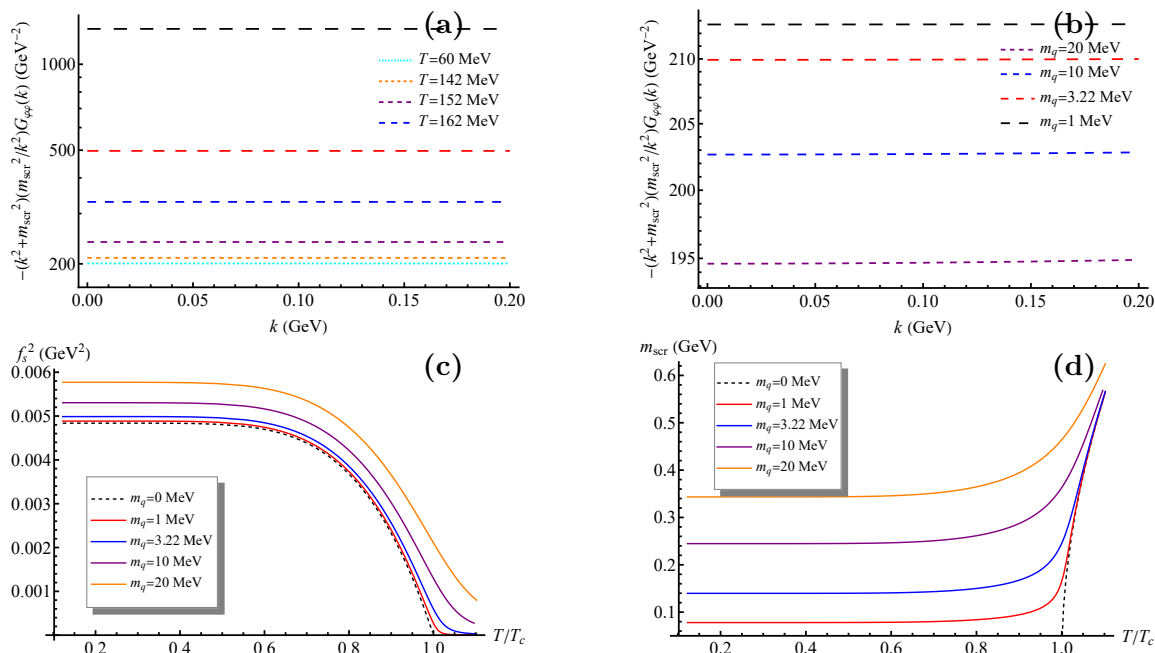 (a)
−(k²+m_scr²)(m_scr²/k²)G_φφ(k) (GeV⁻²)
1000
500
200
T=60 MeV
T=142 MeV
T=152 MeV
T=162 MeV
0.00 0.05 0.10 0.15 0.20
k (GeV)
(b)
−(k²+m_scr²)(m_scr²/k²)G_φφ(k) (GeV⁻²)
210
205
200
195
m_q=20 MeV
m_q=10 MeV
m_q=3.22 MeV
m_q=1 MeV
0.00 0.05 0.10 0.15 0.20
k (GeV)
f_s² (GeV²)
(c)
0.006
0.005
0.004
0.003
0.002
0.001
m_q=0 MeV
m_q=1 MeV
m_q=3.22 MeV
m_q=10 MeV
m_q=20 MeV
0.2 0.4 0.6 0.8 1.0
T/T_c
m_scr (GeV)
(d)
0.6
0.5
0.4
0.3
0.2
0.1
m_q=0 MeV
m_q=1 MeV
m_q=3.22 MeV
m_q=10 MeV
m_q=20 MeV
0.2 0.4 0.6 0.8 1.0
T/T_c